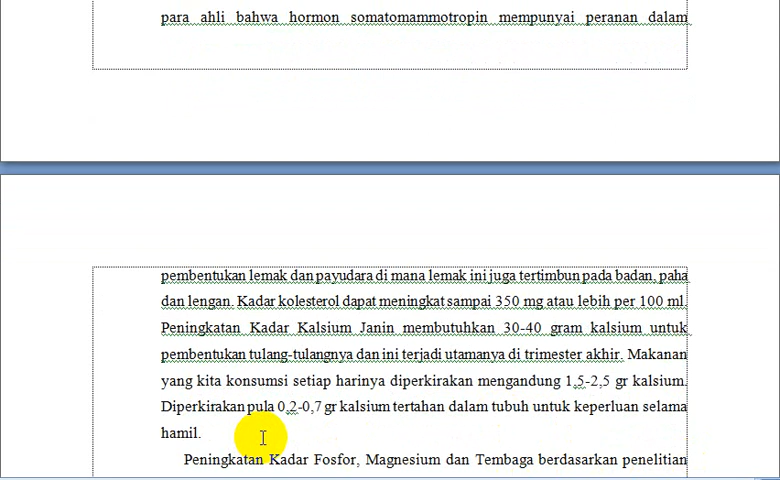 para ahli bahwa hormon somatomammotropin mempunyai peranan dalam
pembentukan lemak dan payudara di mana lemak ini juga tertimbun pada badan, paha
dan lengan. Kadar kolesterol dapat meningkat sampai 350 mg atau lebih per 100 ml.
Peningkatan Kadar Kalsium Janin membutuhkan 30-40 gram kalsium untuk
pembentukan tulang-tulangnya dan ini terjadi utamanya di trimester akhir. Makanan
yang kita konsumsi setiap harinya diperkirakan mengandung 1,5-2,5 gr kalsium.
Diperkirakan pula 0,2-0,7 gr kalsium tertahan dalam tubuh untuk keperluan selama
hamil.
Peningkatan Kadar Fosfor, Magnesium dan Tembaga berdasarkan penelitian